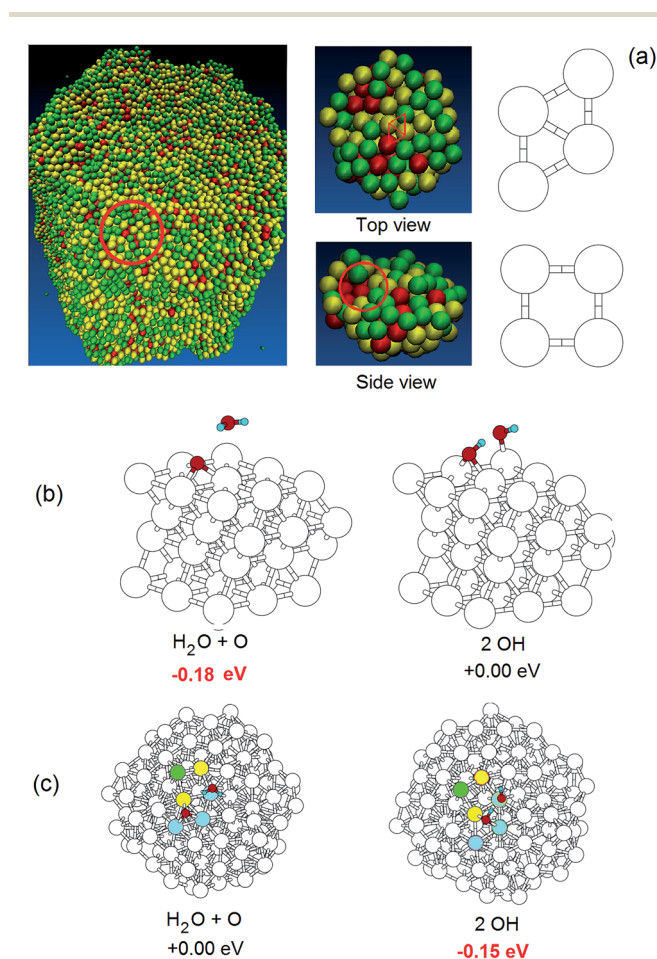 (a)
Top view
Side view
(b)
H₂O + O
-0.18 eV
2 OH
+0.00 eV
(c)
H₂O + O
+0.00 eV
2 OH
-0.15 eV